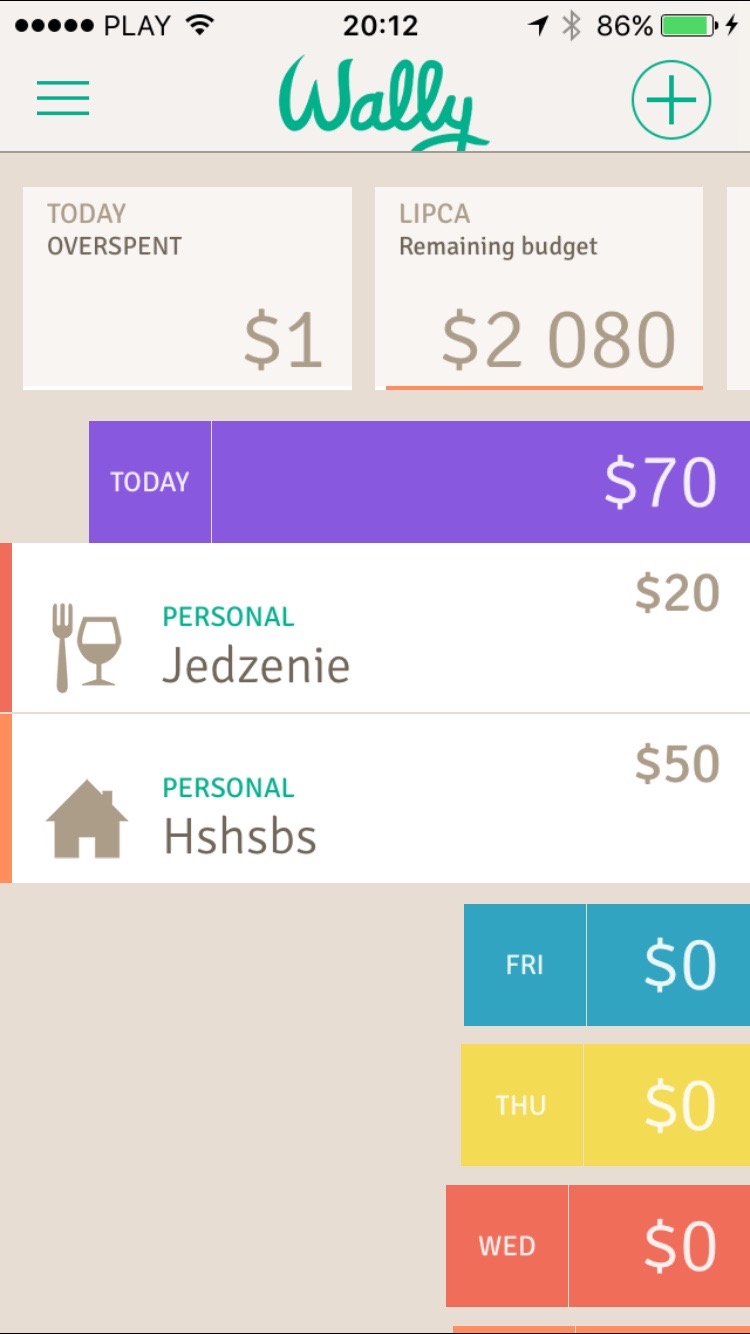 PLAY 20:12 86%
Wally
TODAY
OVERSPENT
$1
LIPCA
Remaining budget
$2 080
TODAY $70
$20
PERSONAL
Jedzenie
$50
PERSONAL
Hshsbs
FRI $0
THU $0
WED $0